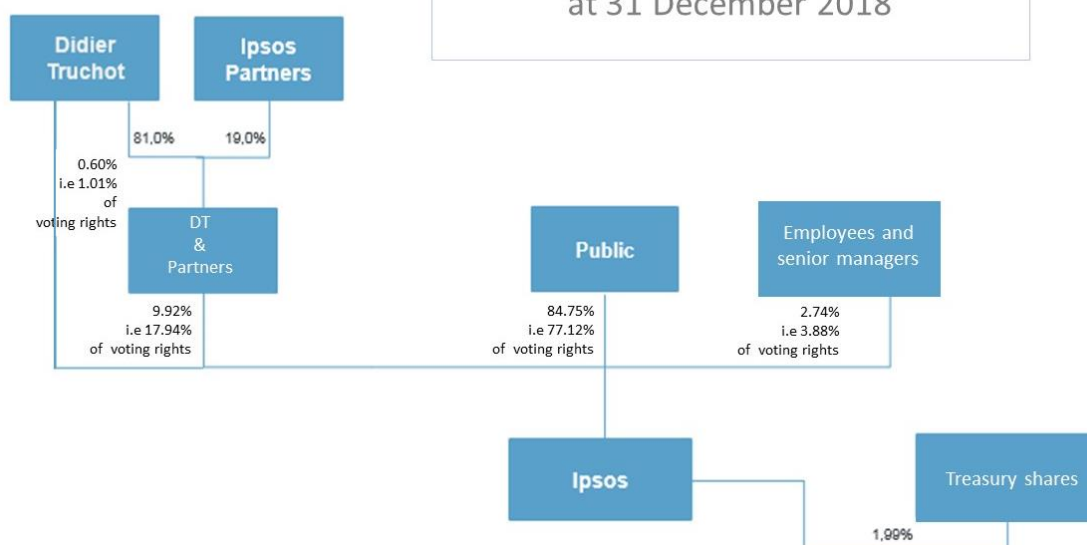 at 31 December 2018
Didier
Truchot
Ipsos
Partners
81,0%
19,0%
0.60%
i.e 1.01%
of
voting rights
DT
&
Partners
Public
Employees and
senior managers
9.92%
i.e 17.94%
of voting rights
84.75%
i.e 77.12%
of voting rights
2.74%
i.e 3.88%
of voting rights
Ipsos
Treasury shares
1,99%